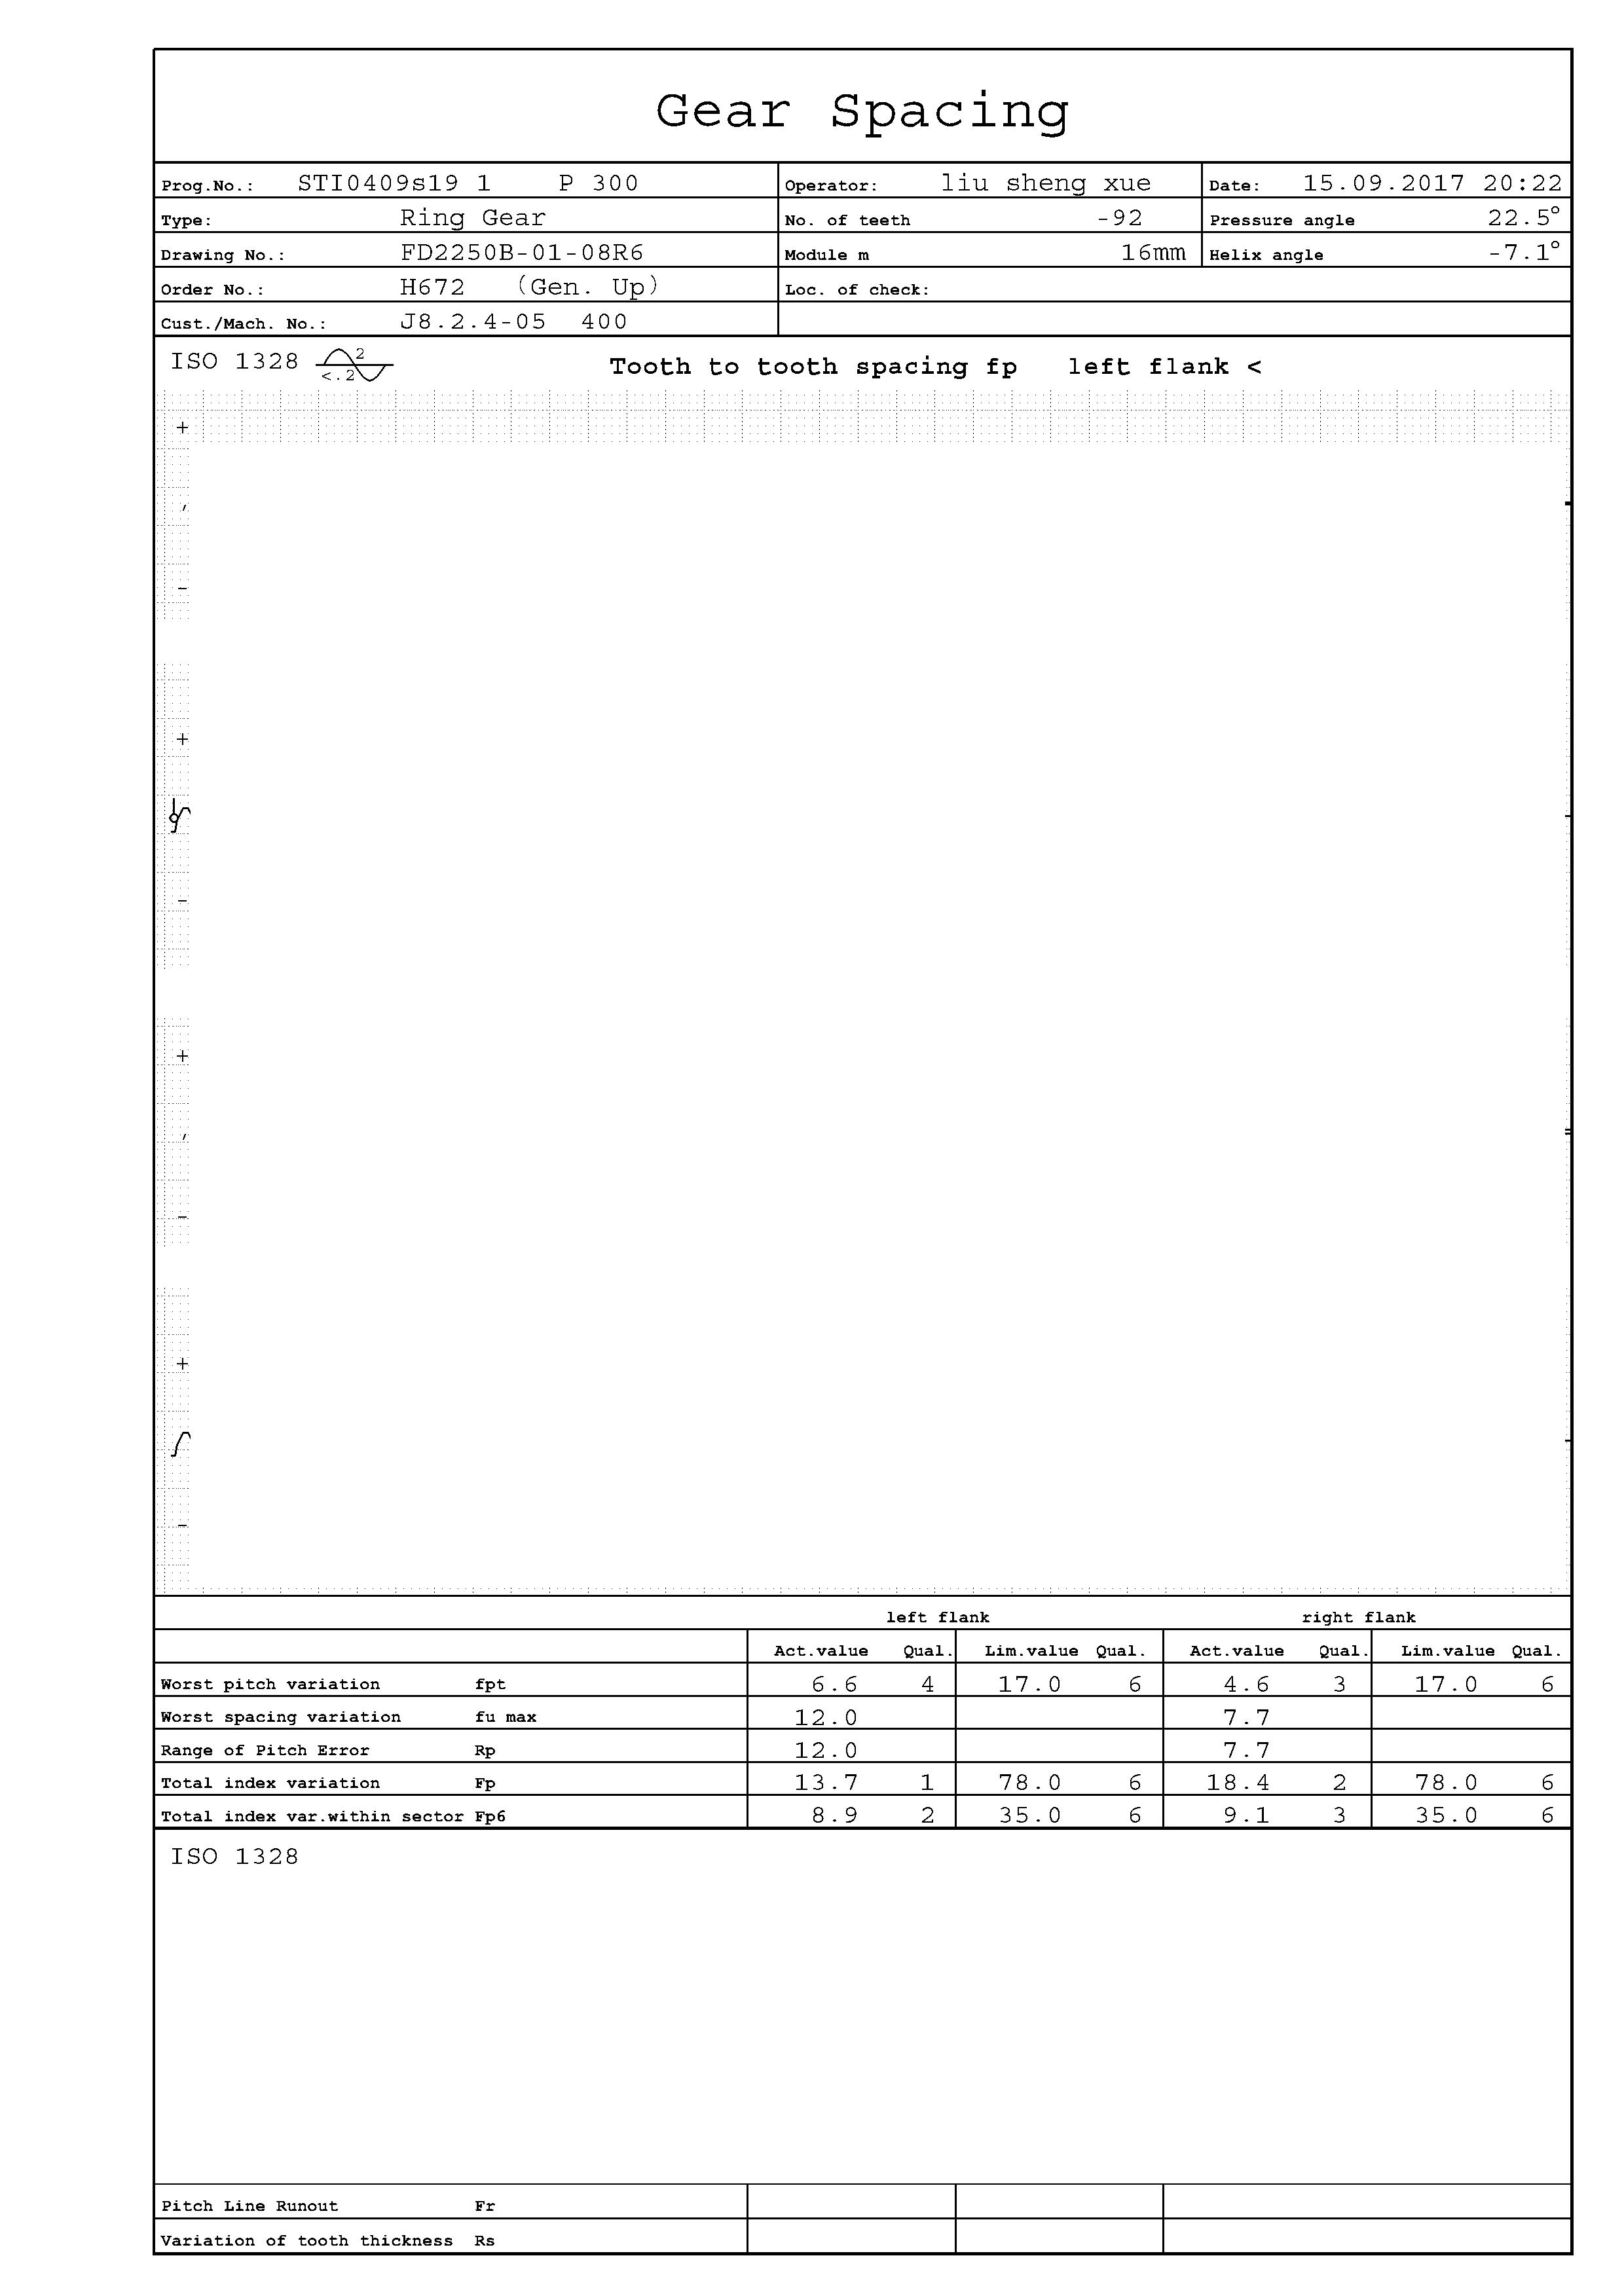 Gear Spacing
Prog.No.: STI0409s19 1 P 300 Operator: liu sheng xue Date: 15.09.2017 20:22
Type: Ring Gear No. of teeth -92 Pressure angle 22.5°
Drawing No.: FD2250B-01-08R6 Module m 16mm Helix angle -7.1°
Order No.: H672 (Gen. Up) Loc. of check:
Cust./Mach. No.: J8.2.4-05 400
ISO 1328 2 <.2 Tooth to tooth spacing fp left flank <
+
-
+
-
+
-
+
-
left flank right flank
Act.value Qual. Lim.value Qual. Act.value Qual. Lim.value Qual.
Worst pitch variation fpt 6.6 4 17.0 6 4.6 3 17.0 6
Worst spacing variation fu max 12.0 7.7
Range of Pitch Error Rp 12.0 7.7
Total index variation Fp 13.7 1 78.0 6 18.4 2 78.0 6
Total index var.within sector Fp6 8.9 2 35.0 6 9.1 3 35.0 6
ISO 1328
Pitch Line Runout Fr
Variation of tooth thickness Rs